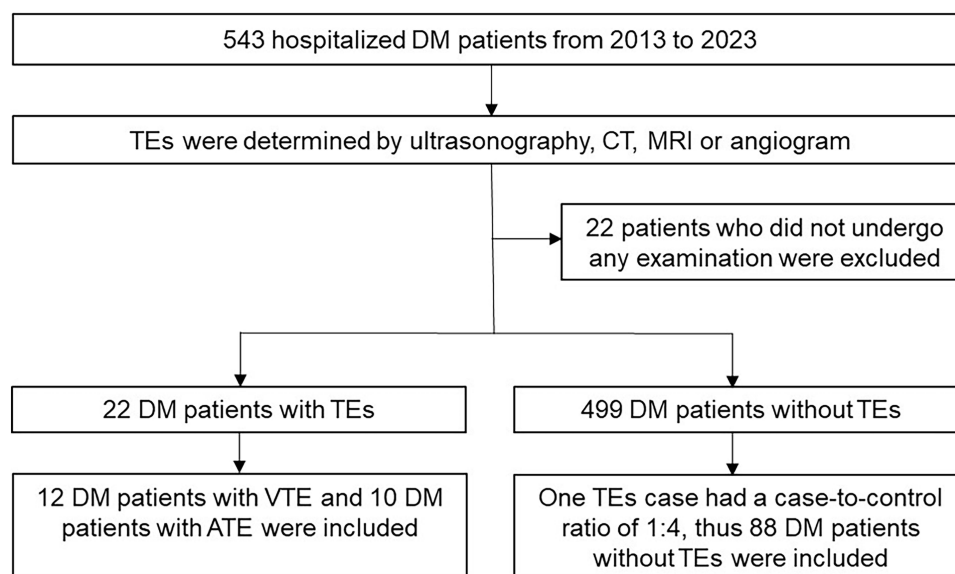 543 hospitalized DM patients from 2013 to 2023
TEs were determined by ultrasonography, CT, MRI or angiogram
22 patients who did not undergo
any examination were excluded
22 DM patients with TEs
499 DM patients without TEs
12 DM patients with VTE and 10 DM
patients with ATE were included
One TEs case had a case-to-control
ratio of 1:4, thus 88 DM patients
without TEs were included